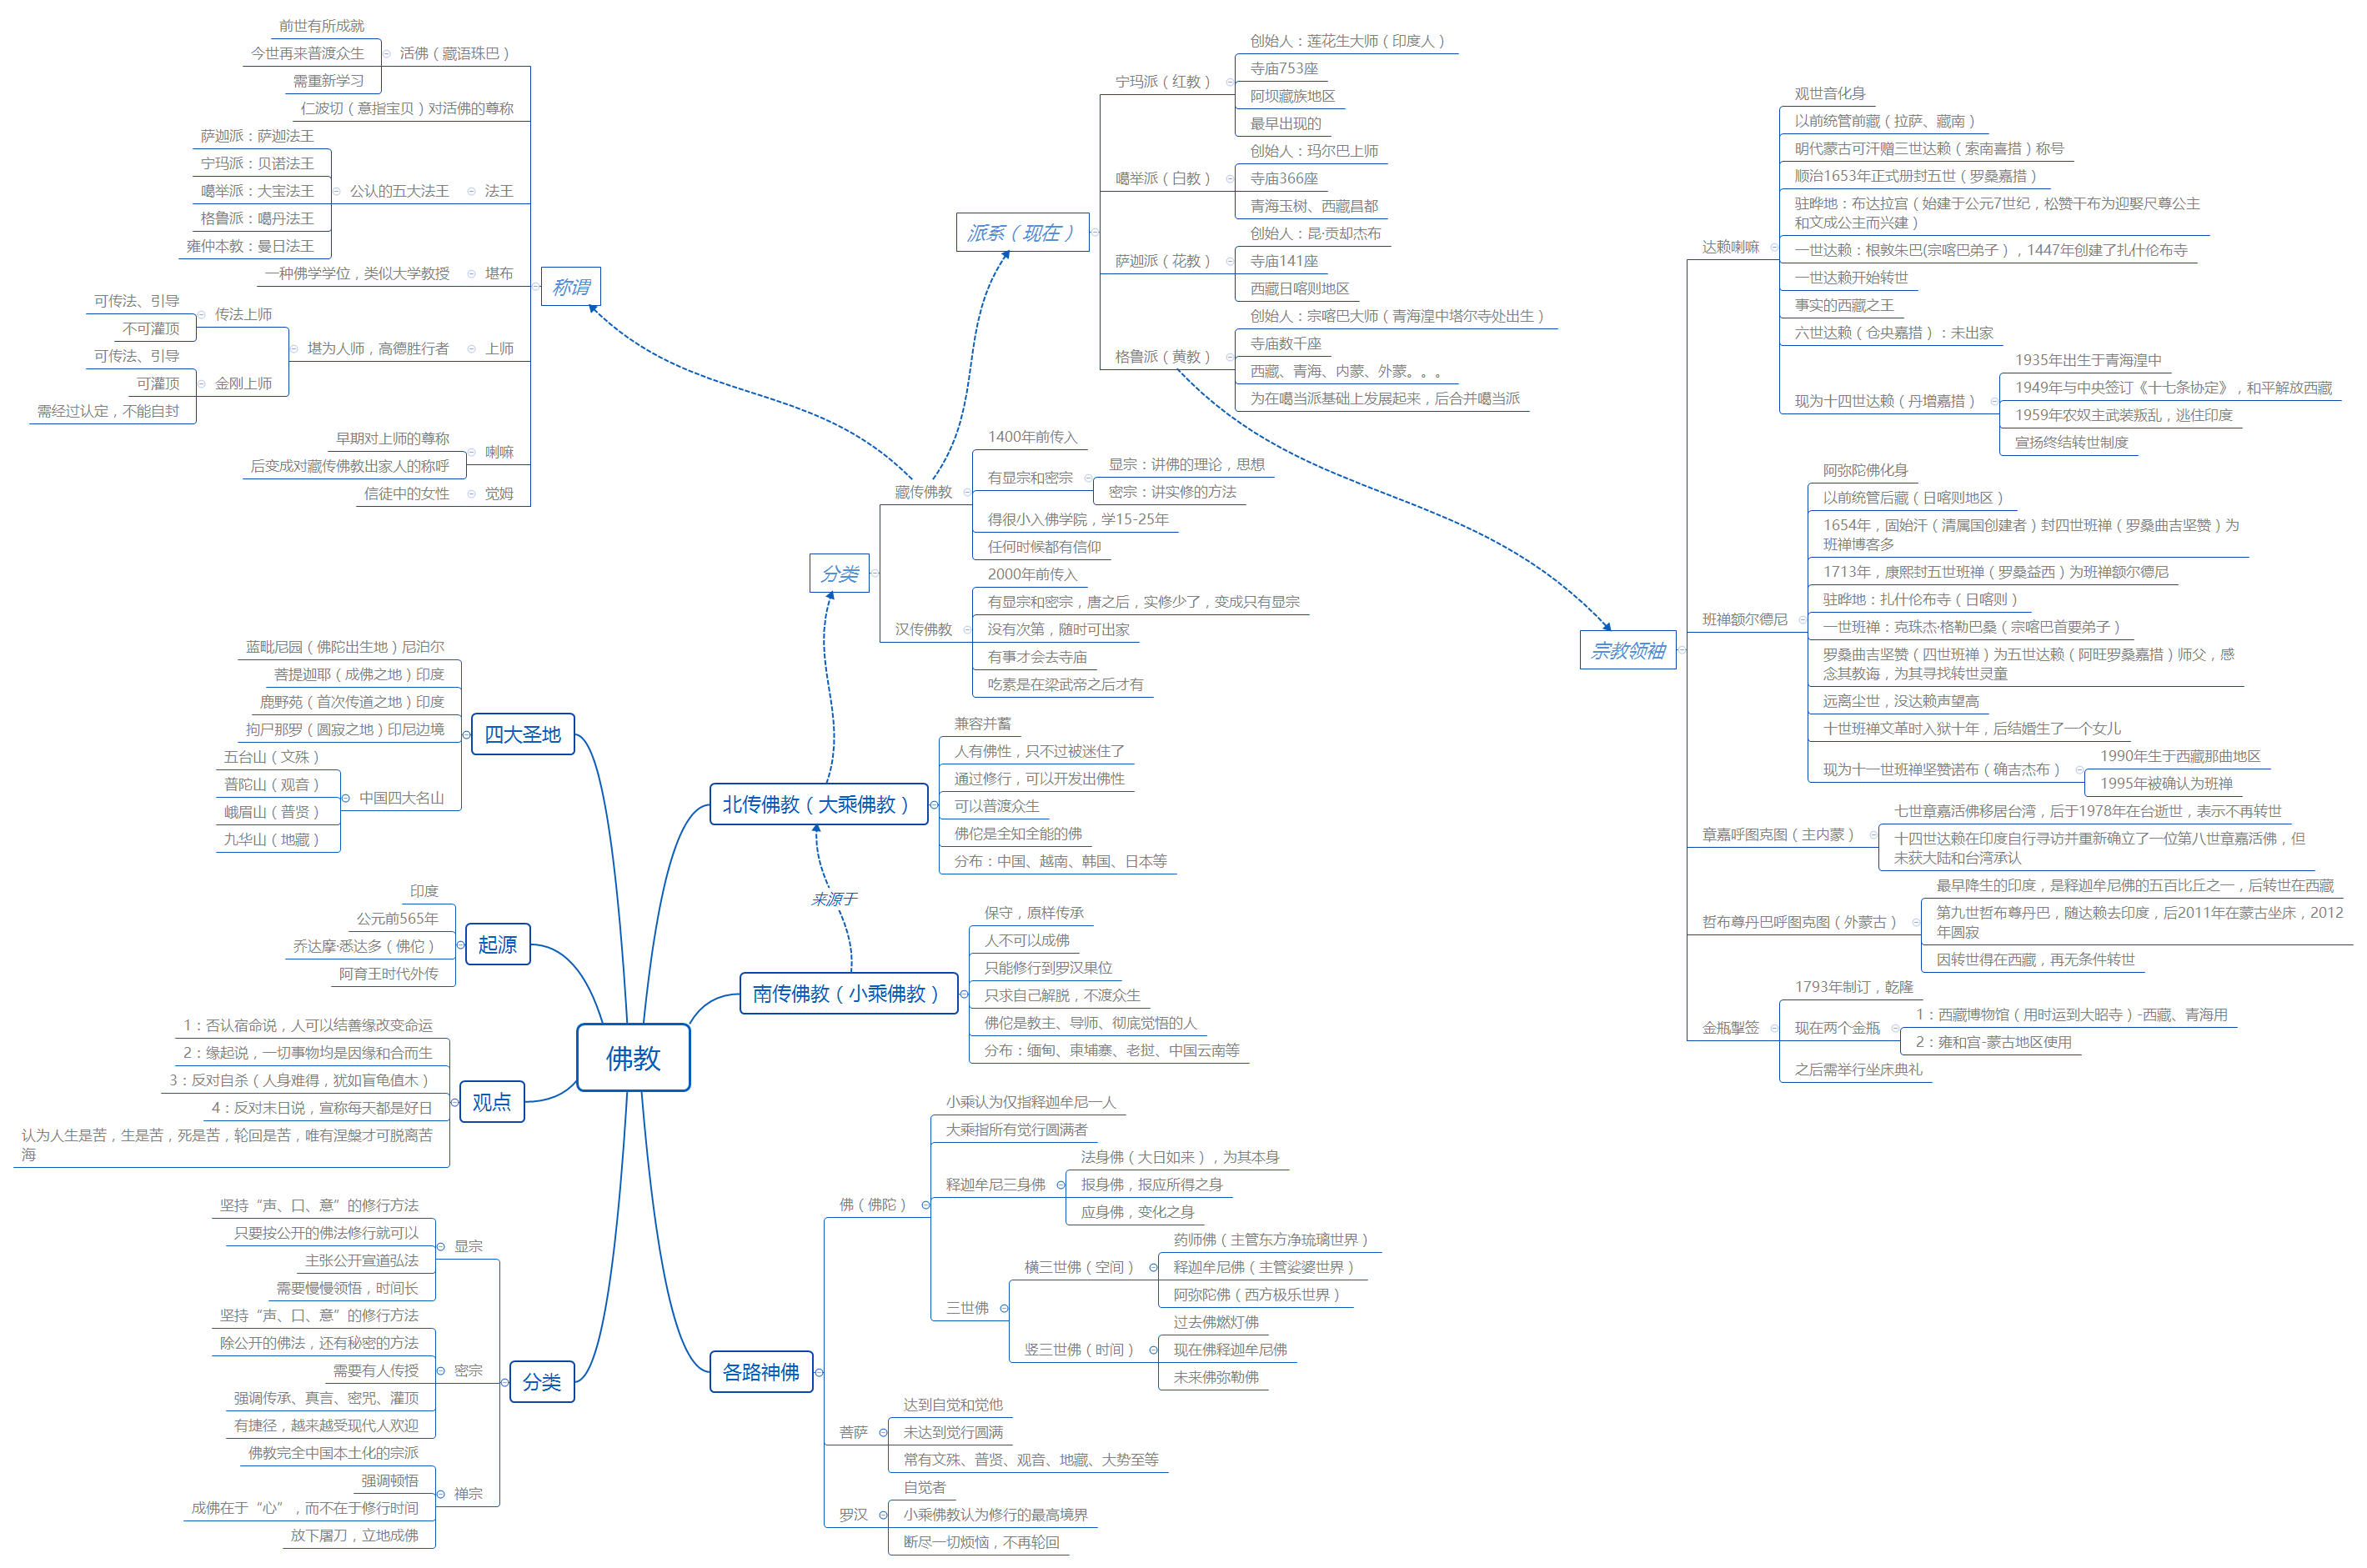 佛教
四大圣地
蓝毗尼园（佛陀出生地）尼泊尔
菩提迦耶（成佛之地）印度
鹿野苑（首次传道之地）印度
拘尸那罗（圆寂之地）印尼边境
中国四大名山
五台山（文殊）
普陀山（观音）
峨眉山（普贤）
九华山（地藏）
起源
印度
公元前565年
乔达摩·悉达多（佛佗）
阿育王时代外传
观点
1：否认宿命说，人可以结善缘改变命运
2：缘起说，一切事物均是因缘和合而生
3：反对自杀（人身难得，犹如盲龟值木）
4：反对末日说，宣称每天都是好日
认为人生是苦，生是苦，死是苦，轮回是苦，唯有涅槃才可脱离苦
海
分类
显宗
坚持“声、口、意”的修行方法
只要按公开的佛法修行就可以
主张公开宣道弘法
需要慢慢领悟，时间长
密宗
坚持“声、口、意”的修行方法
除公开的佛法，还有秘密的方法
需要有人传授
强调传承、真言、密咒、灌顶
有捷径，越来越受现代人欢迎
禅宗
佛教完全中国本土化的宗派
强调顿悟
成佛在于“心”，而不在于修行时间
放下屠刀，立地成佛
北传佛教（大乘佛教）
兼容并蓄
人有佛性，只不过被迷住了
通过修行，可以开发出佛性
可以普渡众生
佛佗是全知全能的佛
分布：中国、越南、韩国、日本等
来源于
南传佛教（小乘佛教）
保守，原样传承
人不可以成佛
只能修行到罗汉果位
只求自己解脱，不渡众生
佛佗是教主、导师、彻底觉悟的人
分布：缅甸、柬埔寨、老挝、中国云南等
各路神佛
佛（佛陀）
小乘认为仅指释迦牟尼一人
大乘指所有觉行圆满者
释迦牟尼三身佛
法身佛（大日如来），为其本身
报身佛，报应所得之身
应身佛，变化之身
三世佛
横三世佛（空间）
药师佛（主管东方净琉璃世界）
释迦牟尼佛（主管娑婆世界）
阿弥陀佛（西方极乐世界）
竖三世佛（时间）
过去佛燃灯佛
现在佛释迦牟尼佛
未来佛弥勒佛
菩萨
达到自觉和觉他
未达到觉行圆满
常有文殊、普贤、观音、地藏、大势至等
罗汉
自觉者
小乘佛教认为修行的最高境界
断尽一切烦恼，不再轮回
分类
藏传佛教
1400年前传入
有显宗和密宗
显宗：讲佛的理论，思想
密宗：讲实修的方法
得很小入佛学院，学15-25年
任何时候都有信仰
汉传佛教
2000年前传入
有显宗和密宗，唐之后，实修少了，变成只有显宗
没有次第，随时可出家
有事才会去寺庙
吃素是在梁武帝之后才有
称谓
活佛（藏语珠巴）
前世有所成就
今世再来普渡众生
需重新学习
仁波切（意指宝贝）对活佛的尊称
法王
公认的五大法王
萨迦派：萨迦法王
宁玛派：贝诺法王
噶举派：大宝法王
格鲁派：噶丹法王
雍仲本教：曼日法王
堪布
一种佛学学位，类似大学教授
上师
堪为人师，高德胜行者
传法上师
可传法、引导
不可灌顶
金刚上师
可传法、引导
可灌顶
需经过认定，不能自封
喇嘛
早期对上师的尊称
后变成对藏传佛教出家人的称呼
觉姆
信徒中的女性
派系（现在）
宁玛派（红教）
创始人：莲花生大师（印度人）
寺庙753座
阿坝藏族地区
最早出现的
噶举派（白教）
创始人：玛尔巴上师
寺庙366座
青海玉树、西藏昌都
萨迦派（花教）
创始人：昆·贡却杰布
寺庙141座
西藏日喀则地区
格鲁派（黄教）
创始人：宗喀巴大师（青海湟中塔尔寺处出生）
寺庙数千座
西藏、青海、内蒙、外蒙。。。
为在噶当派基础上发展起来，后合并噶当派
宗教领袖
达赖喇嘛
观世音化身
以前统管前藏（拉萨、藏南）
明代蒙古可汗赠三世达赖（索南喜措）称号
顺治1653年正式册封五世（罗桑嘉措）
驻晔地：布达拉宫（始建于公元7世纪，松赞干布为迎娶尺尊公主
和文成公主而兴建）
一世达赖：根敦朱巴(宗喀巴弟子），1447年创建了扎什伦布寺
一世达赖开始转世
事实的西藏之王
六世达赖（仓央嘉措）：未出家
现为十四世达赖（丹增嘉措）
1935年出生于青海湟中
1949年与中央签订《十七条协定》，和平解放西藏
1959年农奴主武装叛乱，逃住印度
宣扬终结转世制度
班禅额尔德尼
阿弥陀佛化身
以前统管后藏（日喀则地区）
1654年，固始汗（清属国创建者）封四世班禅（罗桑曲吉坚赞）为
班禅博客多
1713年，康熙封五世班禅（罗桑益西）为班禅额尔德尼
驻晔地：扎什伦布寺（日喀则）
一世班禅：克珠杰·格勒巴桑（宗喀巴首要弟子）
罗桑曲吉坚赞（四世班禅）为五世达赖（阿旺罗桑嘉措）师父，感
念其教诲，为其寻找转世灵童
远离尘世，没达赖声望高
十世班禅文革时入狱十年，后结婚生了一个女儿
现为十一世班禅坚赞诺布（确吉杰布）
1990年生于西藏那曲地区
1995年被确认为班禅
章嘉呼图克图（主内蒙）
七世章嘉活佛移居台湾，后于1978年在台逝世，表示不再转世
十四世达赖在印度自行寻访并重新确立了一位第八世章嘉活佛，但
未获大陆和台湾承认
哲布尊丹巴呼图克图（外蒙古）
最早降生的印度，是释迦牟尼佛的五百比丘之一，后转世在西藏
第九世哲布尊丹巴，随达赖去印度，后2011年在蒙古坐床，2012
年圆寂
因转世得在西藏，再无条件转世
金瓶掣签
1793年制订，乾隆
现在两个金瓶
1：西藏博物馆（用时运到大昭寺）-西藏、青海用
2：雍和宫-蒙古地区使用
之后需举行坐床典礼